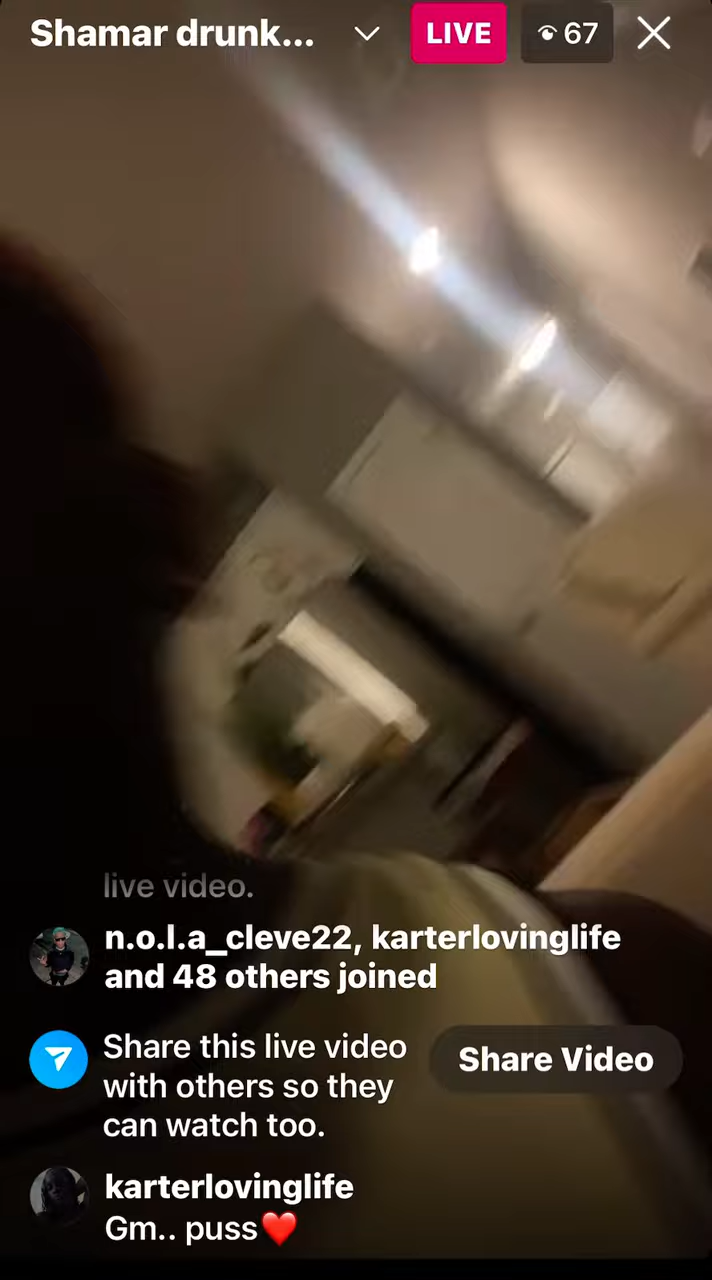 Shamar drunk...
LIVE
67
live video.
n.o.l.a_cleve22, karterlovinglife
and 48 others joined
Share this live video
with others so they
can watch too.
Share Video
karterlovinglife
Gm.. puss❤️